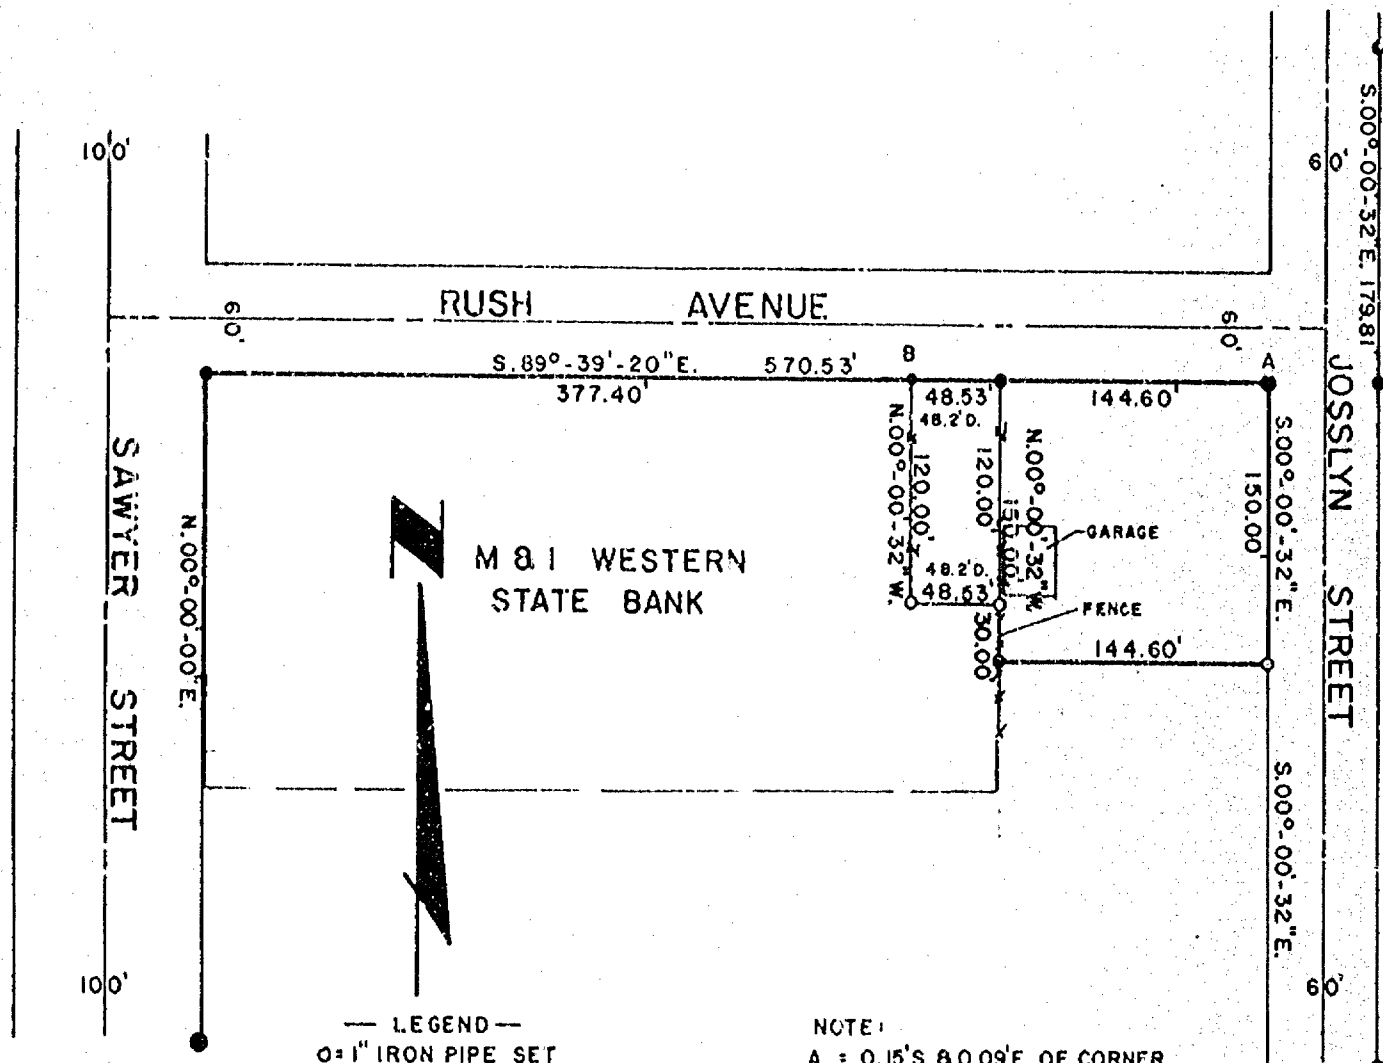 100'
60'
S.00°-00'-32"E. 179.81
RUSH AVENUE
60'
60'
S.89°-39'-20"E. 570.53'
377.40'
B
A
48.53'
48.2'D.
144.60'
N.00°-00'-32"W.
120.00'
120.00'
N.00°-00'-32"W.
150.00'
GARAGE
150.00'
S.00°-00'-32"E.
JOSSLYN STREET
SAWYER STREET
N.00°-00'-00"E.
M & I WESTERN
STATE BANK
48.2'D.
48.53'
FENCE
30.00'
144.60'
S.00°-00'-32"E.
100'
60'
— LEGEND —
O= 1" IRON PIPE SET
NOTE:
A = 0.15'S & 0.09'E OF CORNER